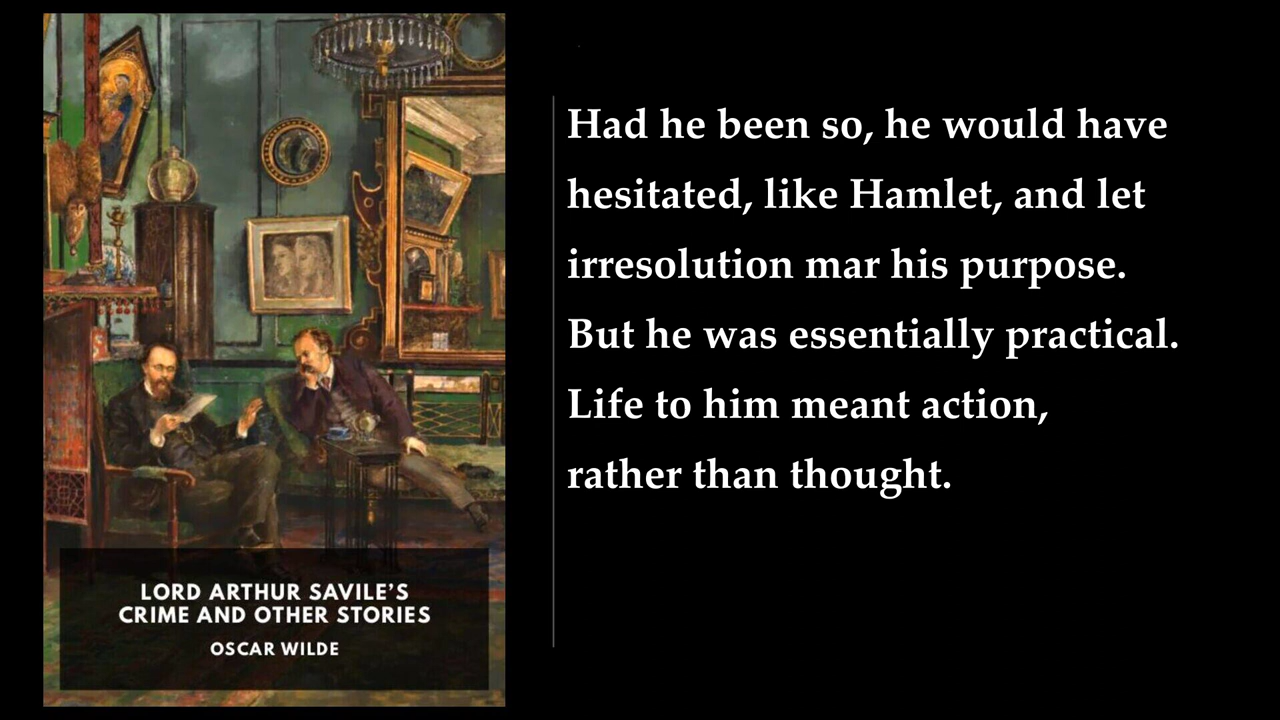 LORD ARTHUR SAVILE’S
CRIME AND OTHER STORIES
OSCAR WILDE
Had he been so, he would have
hesitated, like Hamlet, and let
irresolution mar his purpose.
But he was essentially practical.
Life to him meant action,
rather than thought.